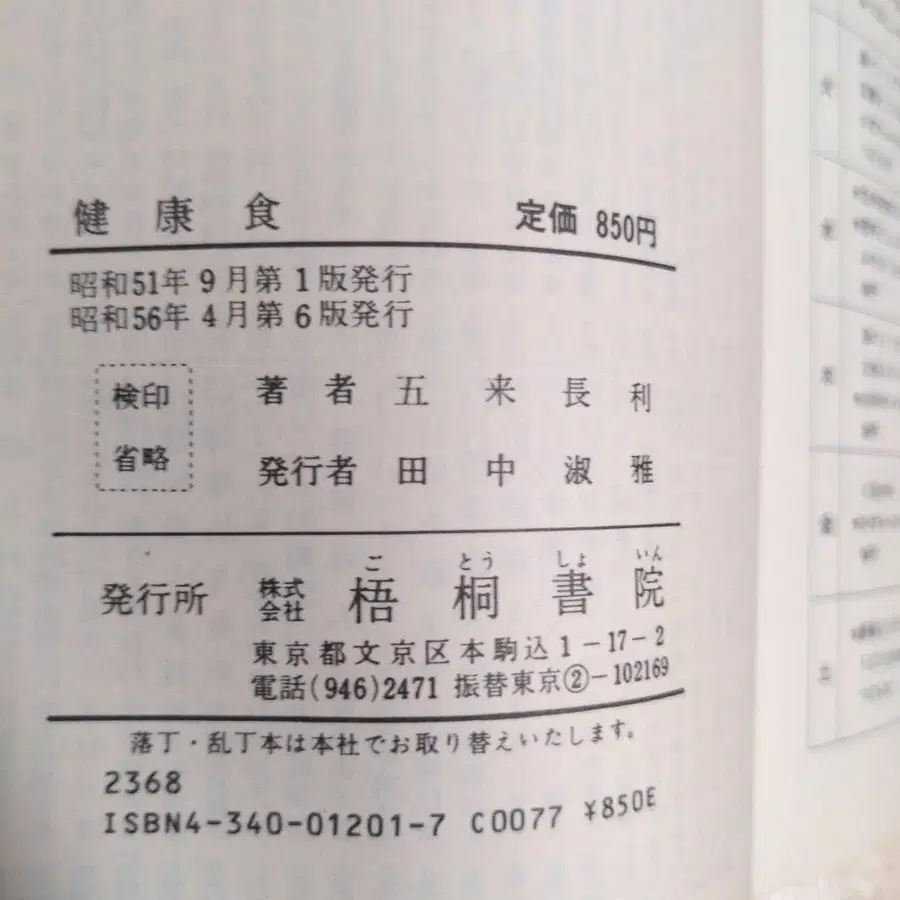 健康食 定価 850円
昭和51年9月第1版発行
昭和56年4月第6版発行
検印
省略
著者 五来長利
発行者 田中淑雅
発行所 株式会社 梧桐書院
ことうしょいん
東京都文京区本駒込1-17-2
電話(946)2471 振替東京②-102169
落丁・乱丁本は本社でお取り替えいたします。
2368
ISBN4-340-01201-7 C0077 ¥850E